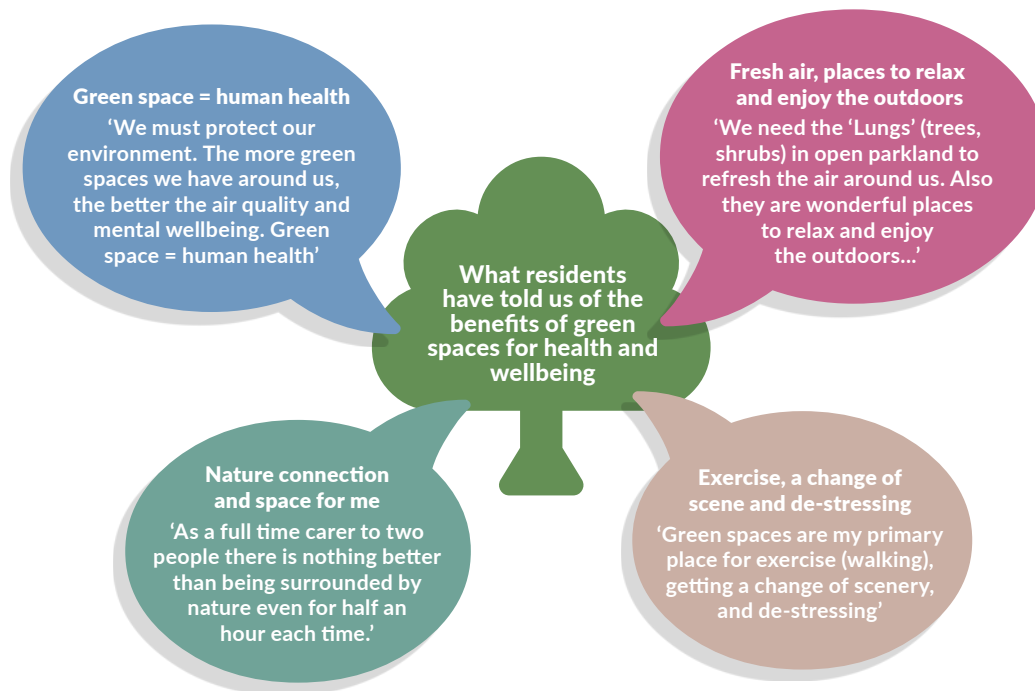 Green space = human health
‘We must protect our
environment. The more green
spaces we have around us,
the better the air quality and
mental wellbeing. Green
space = human health’
Fresh air, places to relax
and enjoy the outdoors
‘We need the ‘Lungs’ (trees,
shrubs) in open parkland to
refresh the air around us. Also
they are wonderful places
to relax and enjoy
the outdoors...’
What residents
have told us of the
benefits of green
spaces for health and
wellbeing
Nature connection
and space for me
‘As a full time carer to two
people there is nothing better
than being surrounded by
nature even for half an
hour each time.’
Exercise, a change of
scene and de-stressing
‘Green spaces are my primary
place for exercise (walking),
getting a change of scenery,
and de-stressing’